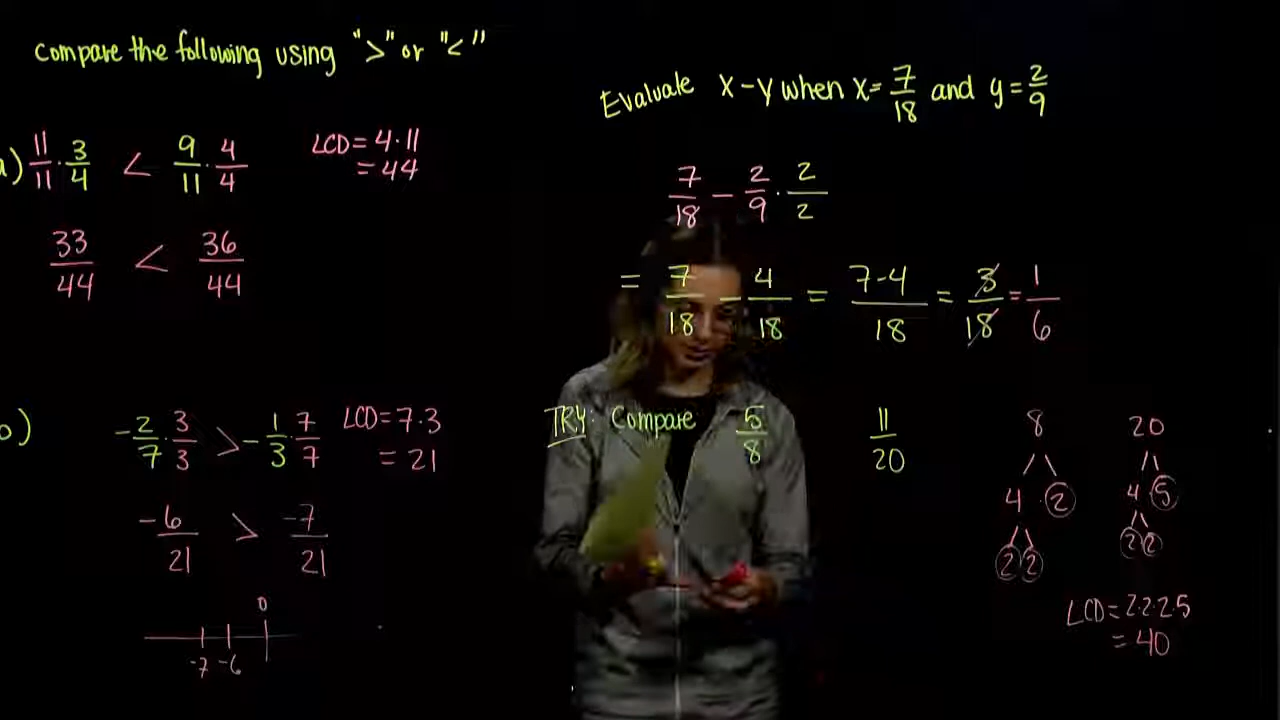 Compare the following using ">" or "<"
a) 11/11 · 3/4 < 9/11 · 4/4 LCD = 4·11
= 44
33/44 < 36/44
b) -2/7 · 3/3 > -1/3 · 7/7 LCD = 7·3
= 21
-6/21 > -7/21
0
-7 -6
Evaluate x-y when x= 7/18 and y= 2/9
7/18 - 2/9 · 2/2
= 7/18 - 4/18 = 7-4/18 = 3/18 = 1/6
TRY: Compare 5/8 11/20
8 20
4 · 2 4 5
2 2 2 2
LCD = 2·2·2·5
= 40